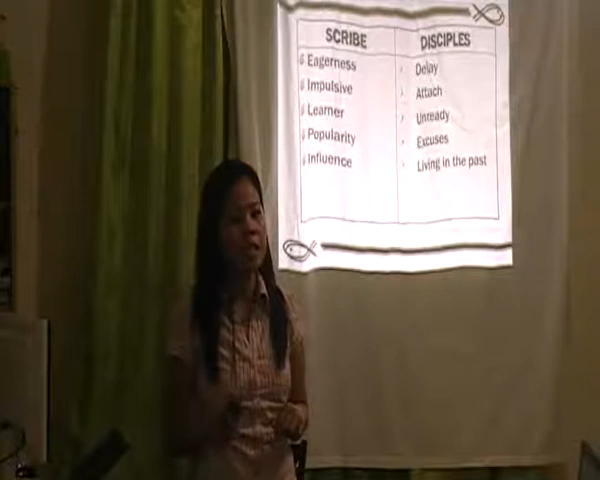 SCRIBE DISCIPLES
Eagerness Delay
Impulsive Attach
Learner Unready
Popularity Excuses
Influence Living in the past